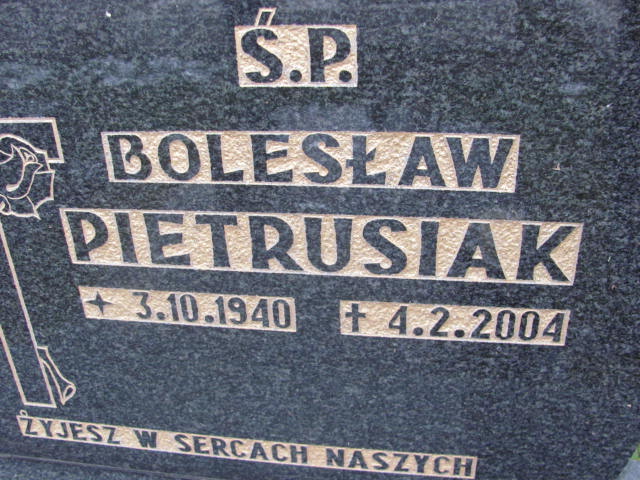 Ś.P.
BOLESŁAW
PIETRUSIAK
✦ 3.10.1940 ✝ 4.2.2004
ŻYJESZ W SERCACH NASZYCH